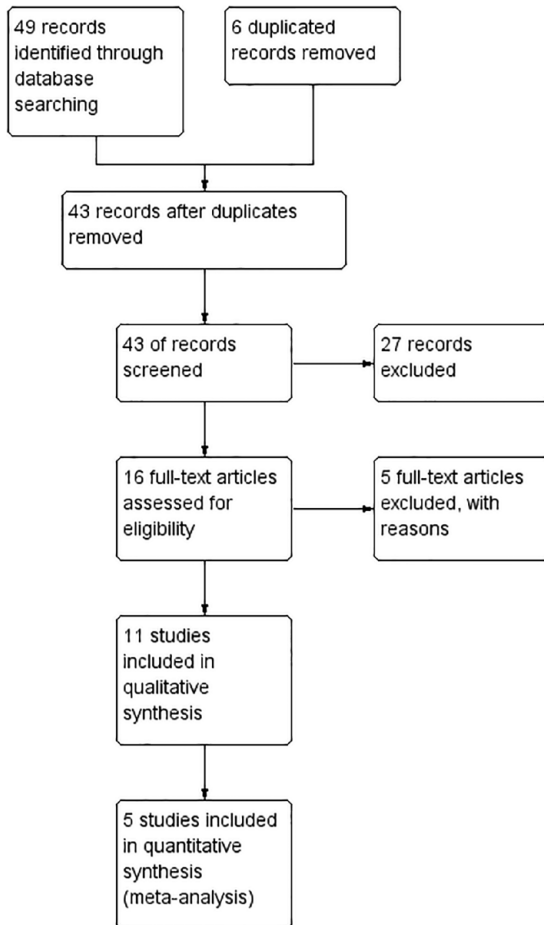 49 records
identified through
database
searching
6 duplicated
records removed
43 records after duplicates
removed
43 of records
screened
27 records
excluded
16 full-text articles
assessed for
eligibility
5 full-text articles
excluded, with
reasons
11 studies
included in
qualitative
synthesis
5 studies included
in quantitative
synthesis
(meta-analysis)